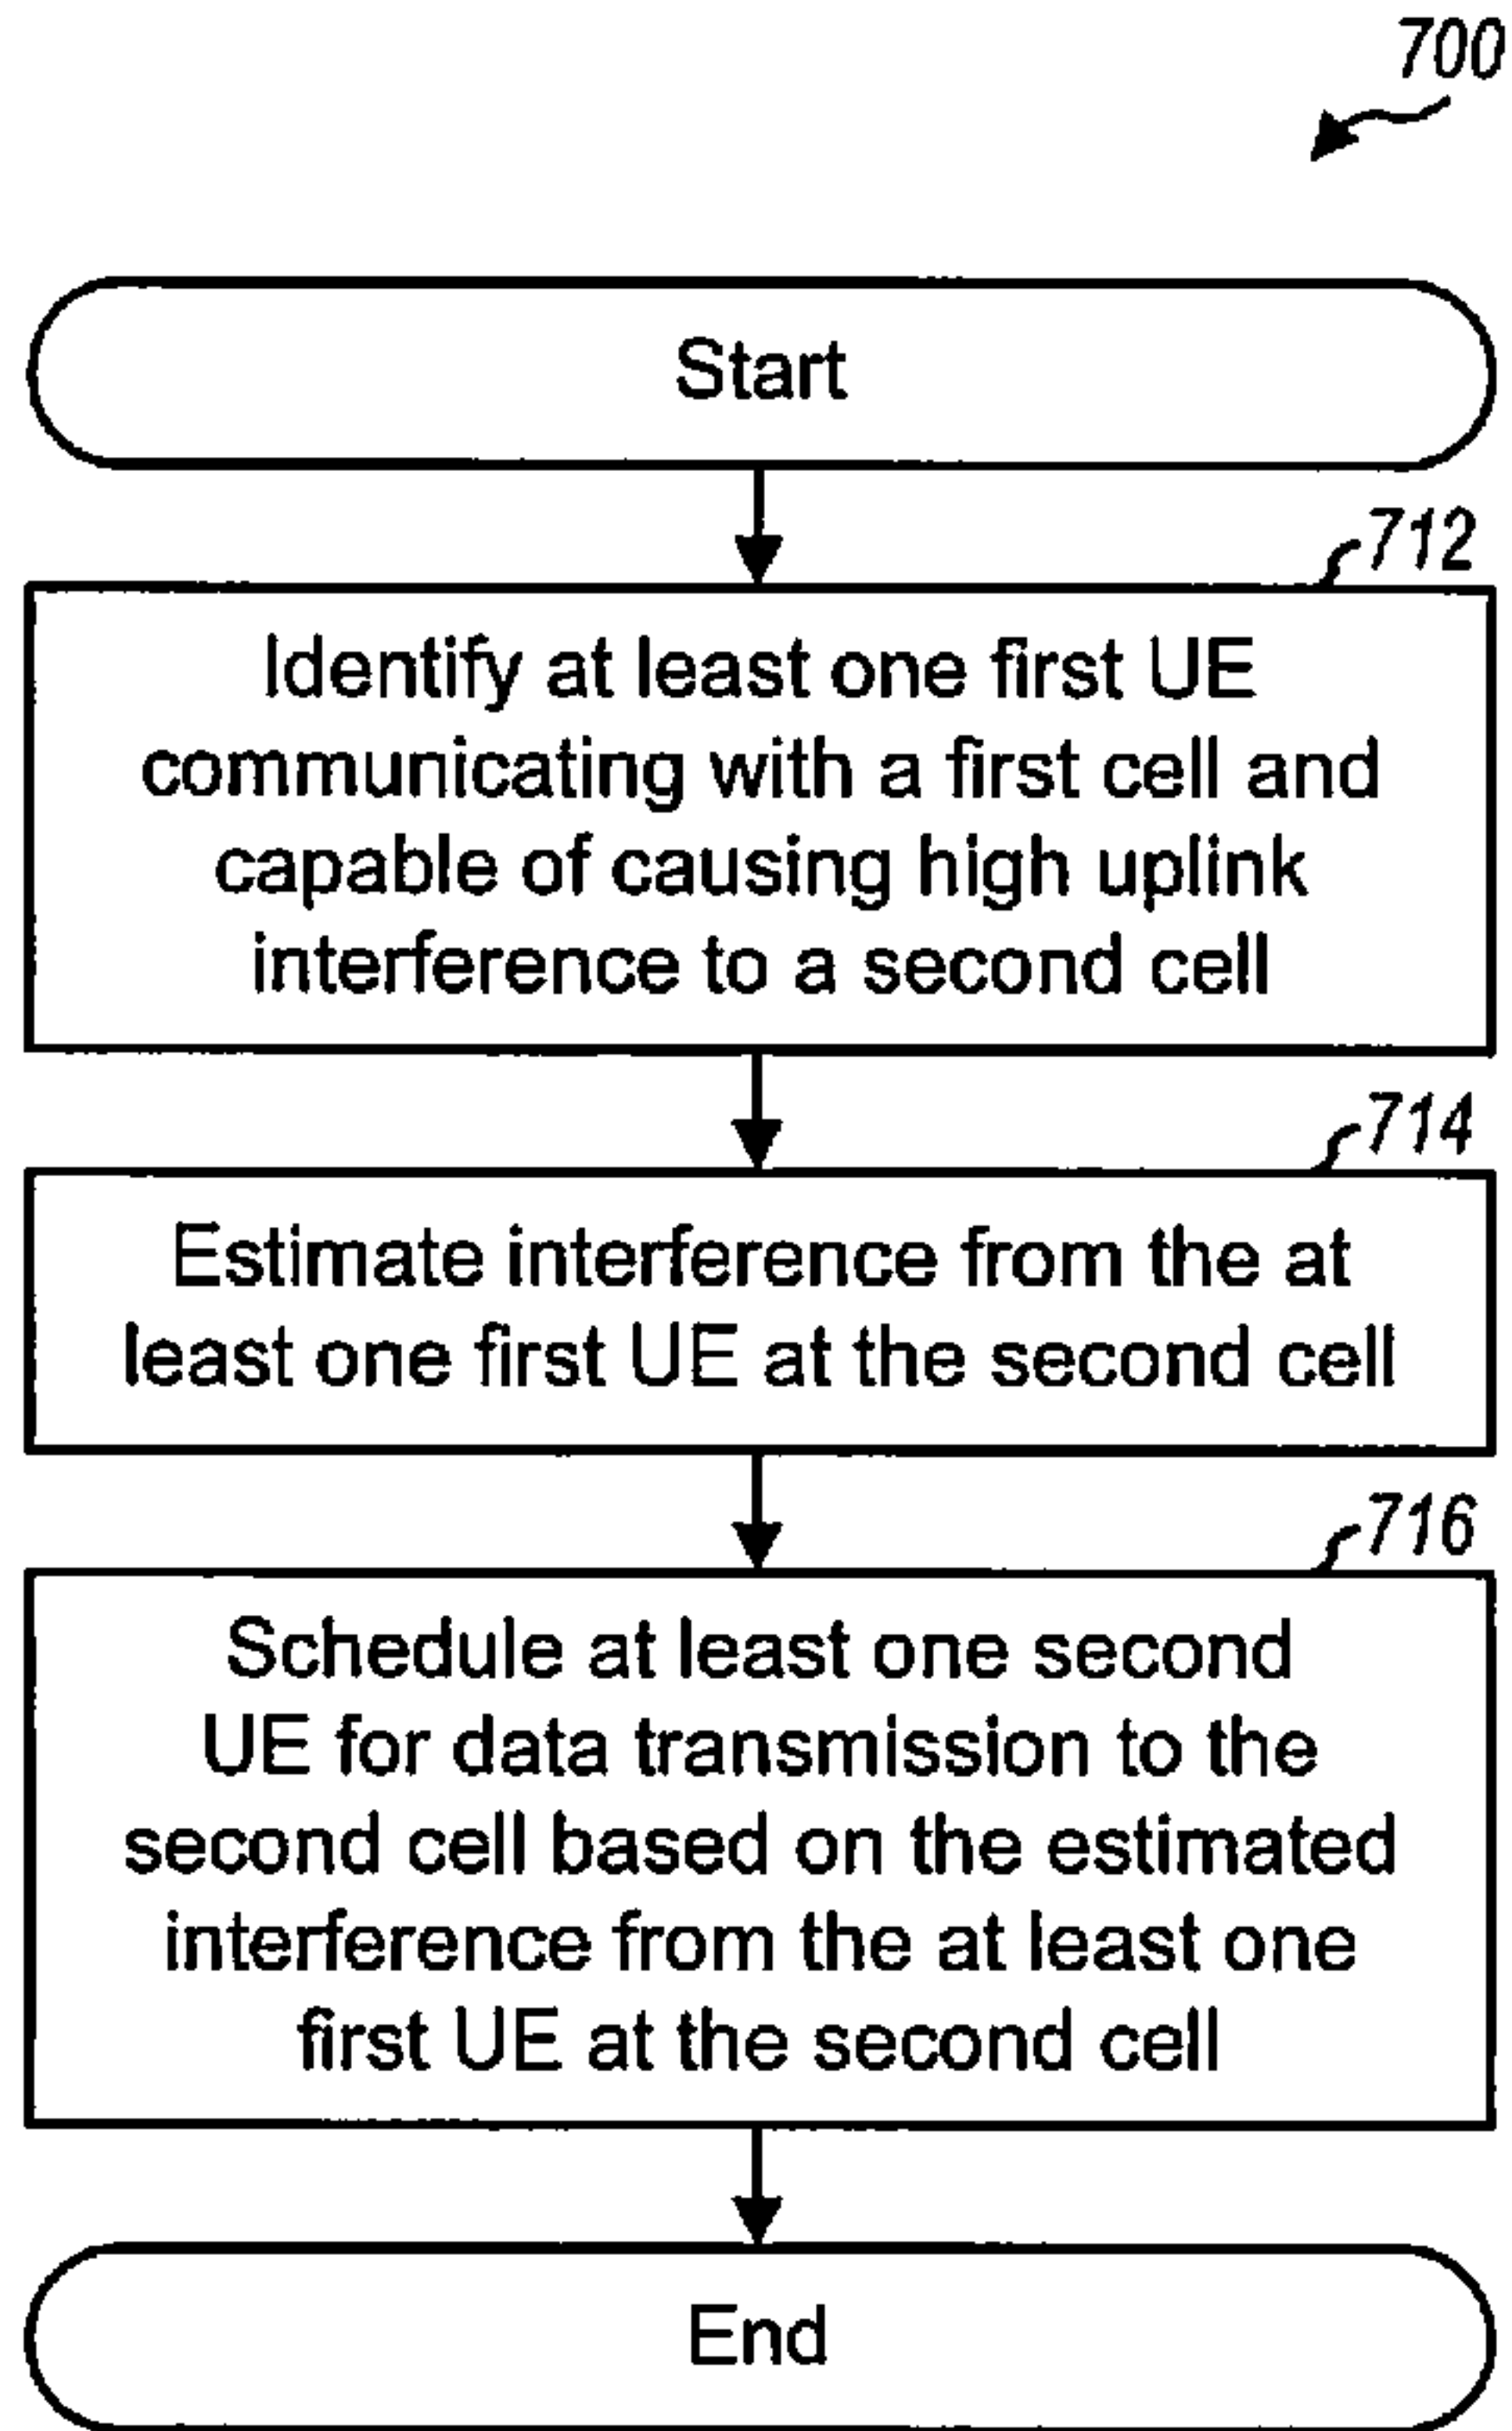 700
Start
712
Identify at least one first UE
communicating with a first cell and
capable of causing high uplink
interference to a second cell
714
Estimate interference from the at
least one first UE at the second cell
716
Schedule at least one second
UE for data transmission to the
second cell based on the estimated
interference from the at least one
first UE at the second cell
End